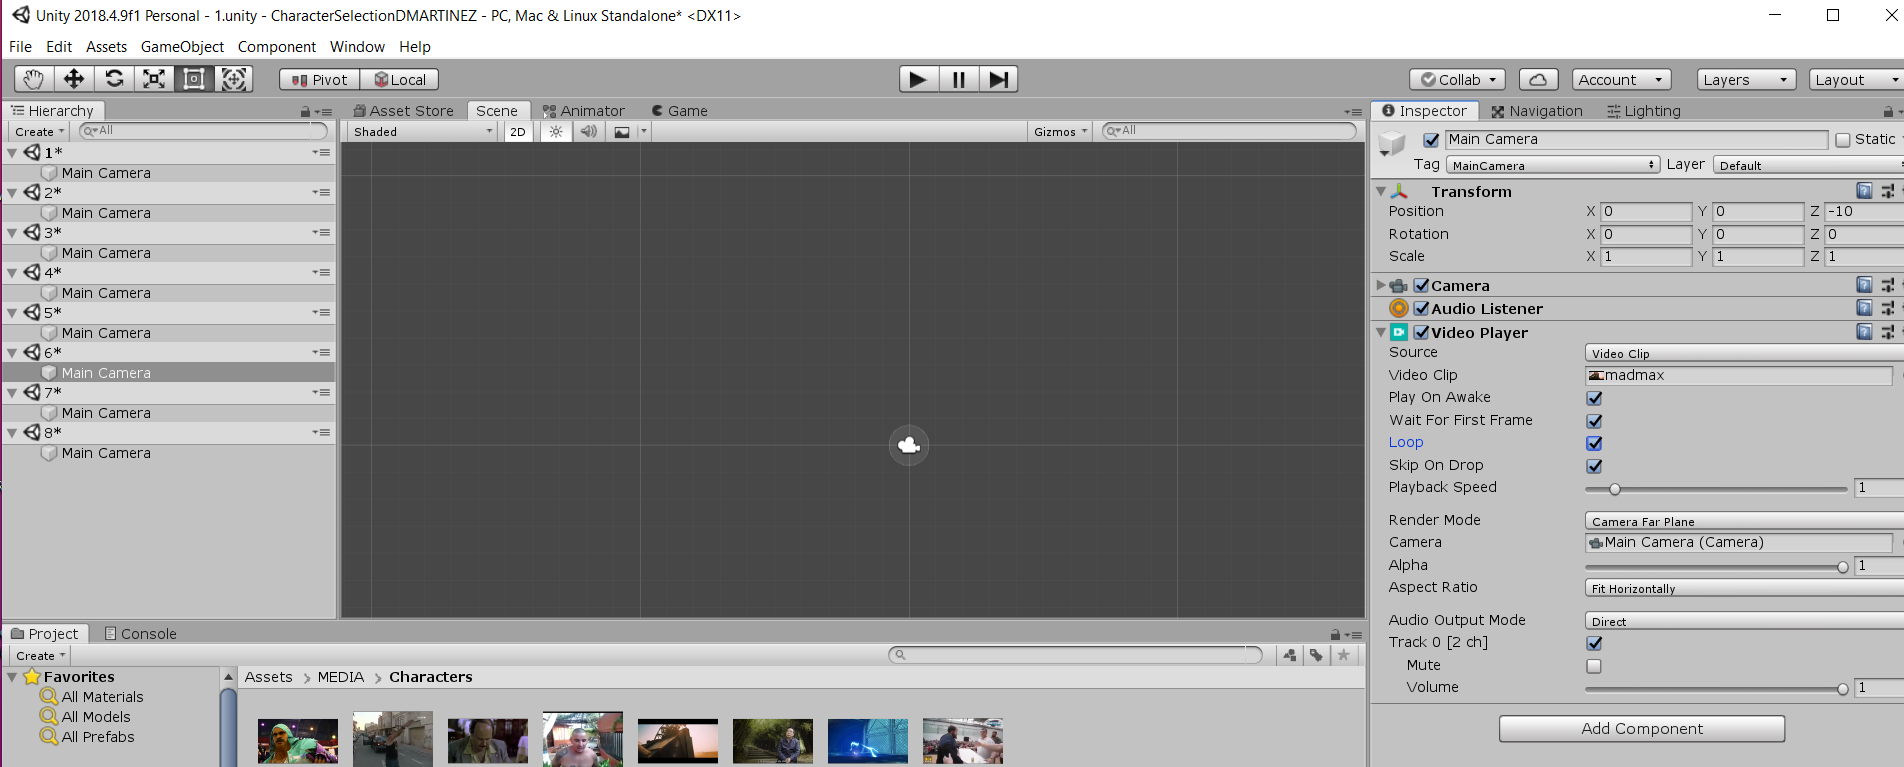 Unity 2018.4.9f1 Personal - 1.unity - CharacterSelectionDMARTINEZ - PC, Mac & Linux Standalone* <DX11>
File Edit Assets GameObject Component Window Help
Pivot Local Collab Account Layers Layout
Hierarchy
Create All
1*
Main Camera
2*
Main Camera
3*
Main Camera
4*
Main Camera
5*
Main Camera
6*
Main Camera
7*
Main Camera
8*
Main Camera
Asset Store Scene Animator Game
Shaded 2D Gizmos All
Inspector Navigation Lighting
Main Camera Static
Tag MainCamera Layer Default
Transform
Position X 0 Y 0 Z -10
Rotation X 0 Y 0 Z 0
Scale X 1 Y 1 Z 1
Camera
Audio Listener
Video Player
Source Video Clip
Video Clip madmax
Play On Awake
Wait For First Frame
Loop
Skip On Drop
Playback Speed 1
Render Mode Camera Far Plane
Camera Main Camera (Camera)
Alpha 1
Aspect Ratio Fit Horizontally
Audio Output Mode Direct
Track 0 [2 ch]
Mute
Volume 1
Add Component
Project Console
Create
Favorites
All Materials
All Models
All Prefabs
Assets > MEDIA > Characters